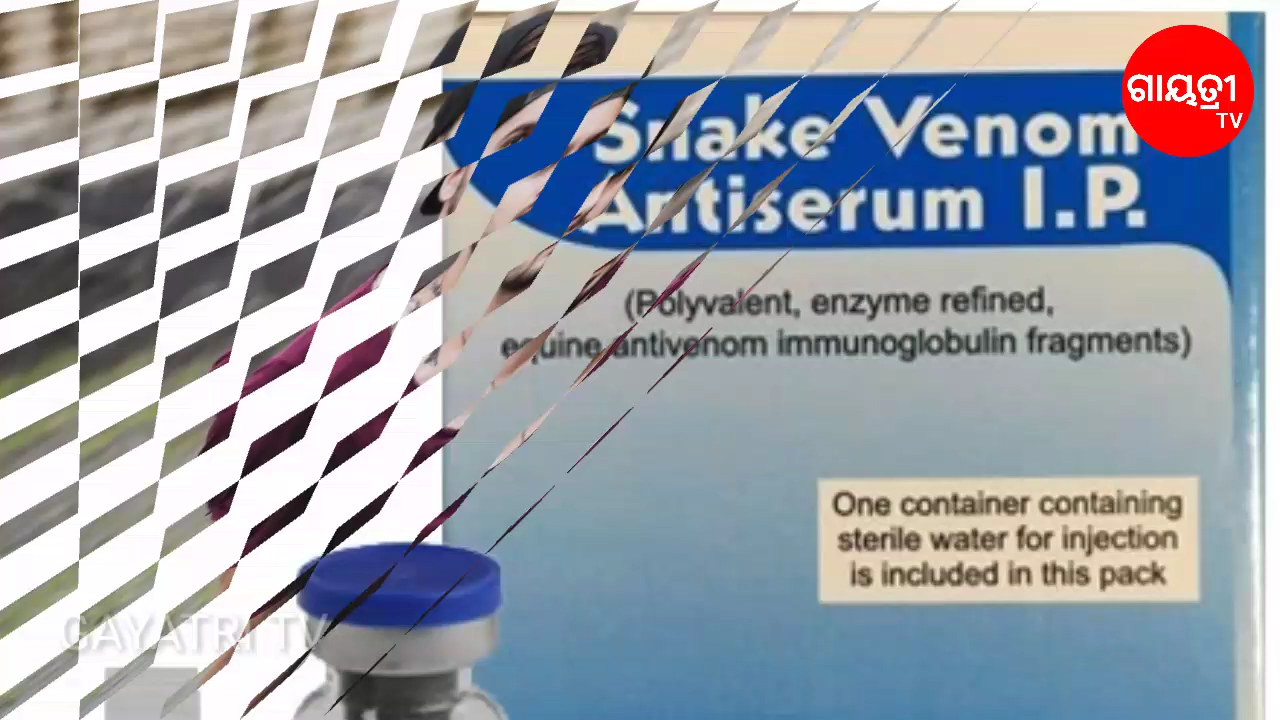 ଗାୟତ୍ରୀ
TV
Snake Venom
Antiserum I.P.
(Polyvalent, enzyme refined,
equine antivenom immunoglobulin fragments)
One container containing
sterile water for injection
is included in this pack
GAYATRI TV